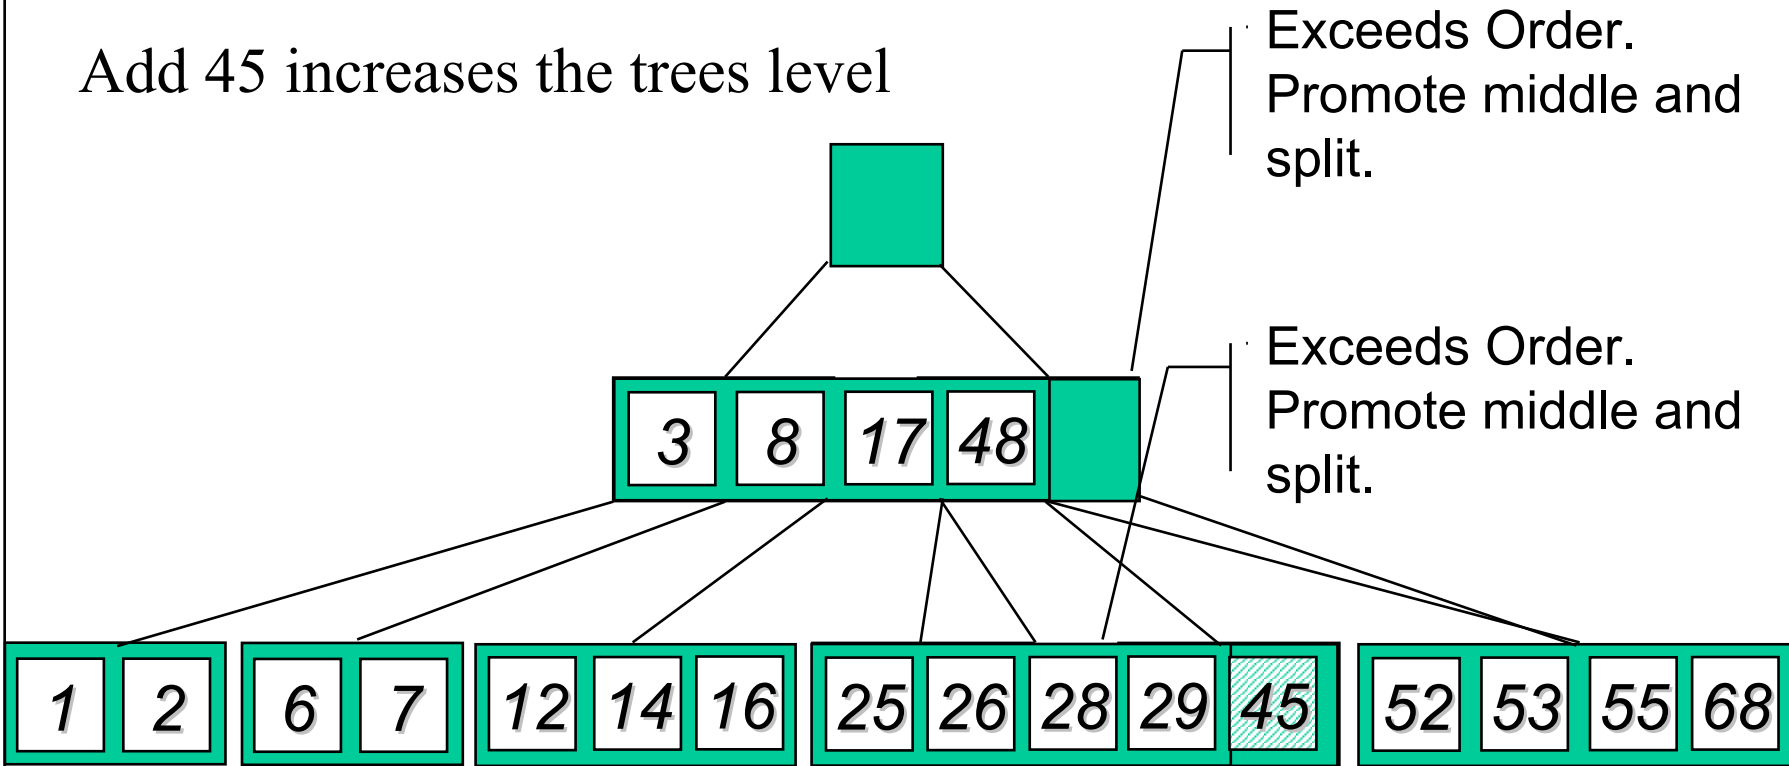 Add 45 increases the trees level
Exceeds Order.
Promote middle and
split.
Exceeds Order.
Promote middle and
split.
3 8 17 48
1 2 6 7 12 14 16 25 26 28 29 45 52 53 55 68